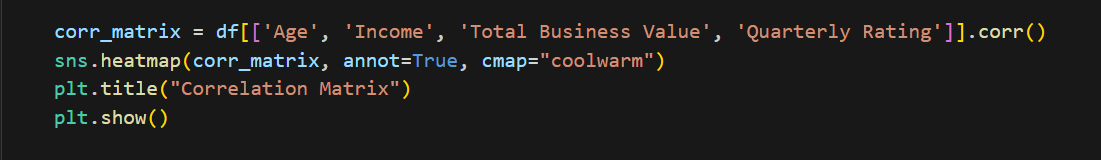 corr_matrix = df[['Age', 'Income', 'Total Business Value', 'Quarterly Rating']].corr()
sns.heatmap(corr_matrix, annot=True, cmap="coolwarm")
plt.title("Correlation Matrix")
plt.show()